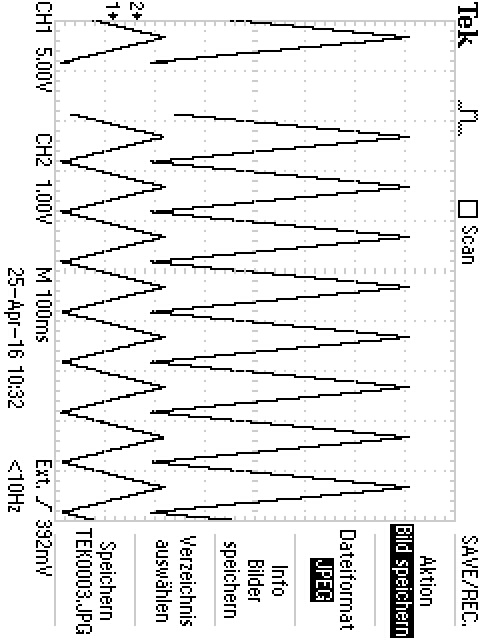 Tek
Scan
SAVE/REC.
Aktion
Bild speichern
Dateiformat
JPEG
Info
Bilder
speichern
Verzeichnis
auswählen
Speichern
TEK0003.JPG
2
1
CH1 5.00V
CH2 1.00V
M 100ms
Ext. / 392mV
25-Apr-16 10:32
<10Hz